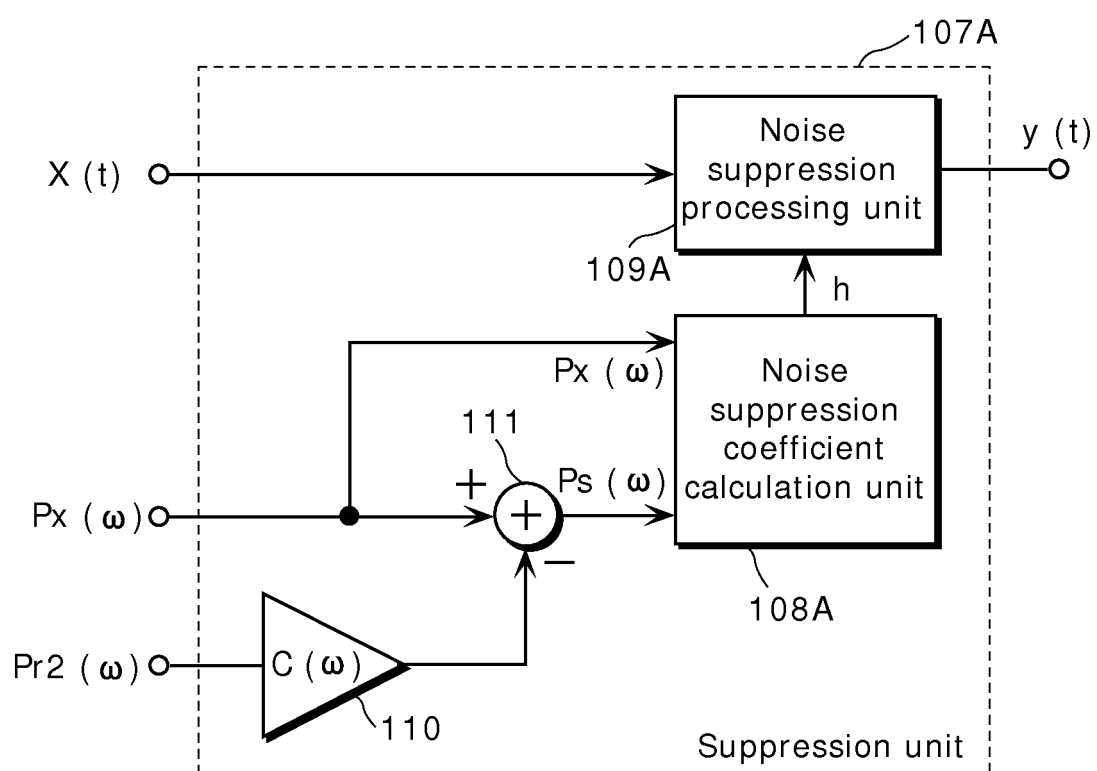 107A
X (t)
Noise
suppression
processing unit
y (t)
109A
h
Px (ω)
Noise
suppression
coefficient
calculation unit
111
+
Ps (ω)
Px (ω)
+
−
108A
Pr2 (ω)
C (ω)
110
Suppression unit